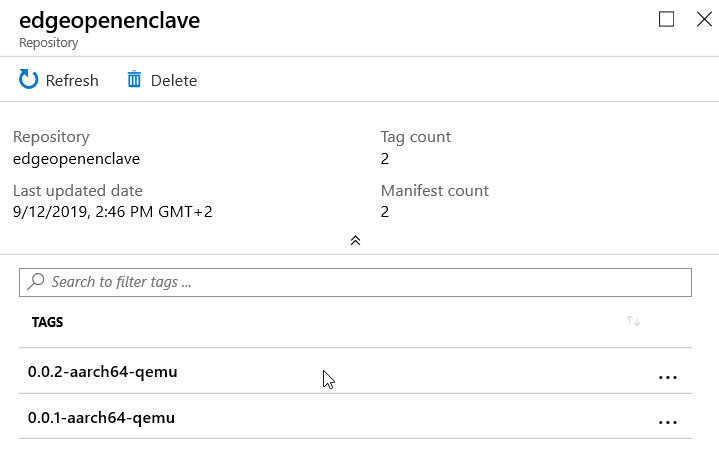 edgeopenenclave
Repository
Refresh Delete
Repository Tag count
edgeopenenclave 2
Last updated date Manifest count
9/12/2019, 2:46 PM GMT+2 2
Search to filter tags ...
TAGS
0.0.2-aarch64-qemu ...
0.0.1-aarch64-qemu ...